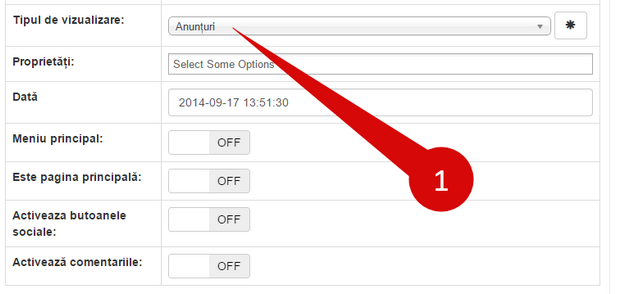 Tipul de vizualizare:
Anunțuri
Proprietăți:
Select Some Options
Dată
2014-09-17 13:51:30
Meniu principal:
OFF
Este pagina principală:
OFF
Activeaza butoanele
sociale:
OFF
Activează comentariile:
OFF
1